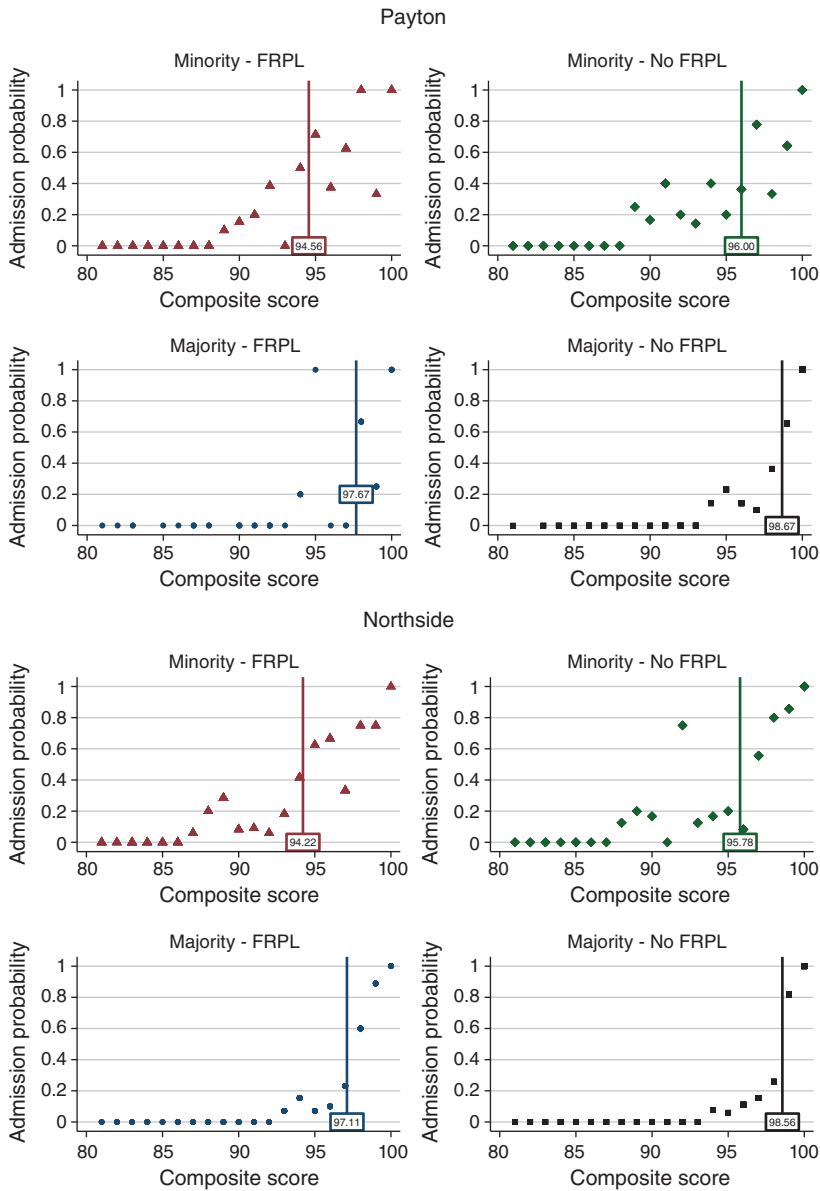 Payton
Minority - FRPL
Admission probability
1
0.8
0.6
0.4
0.2
0
94.56
80 85 90 95 100
Composite score
Minority - No FRPL
Admission probability
1
0.8
0.6
0.4
0.2
0
96.00
80 85 90 95 100
Composite score
Majority - FRPL
Admission probability
1
0.8
0.6
0.4
0.2
0
97.67
80 85 90 95 100
Composite score
Majority - No FRPL
Admission probability
1
0.8
0.6
0.4
0.2
0
98.67
80 85 90 95 100
Composite score
Northside
Minority - FRPL
Admission probability
1
0.8
0.6
0.4
0.2
0
94.22
80 85 90 95 100
Composite score
Minority - No FRPL
Admission probability
1
0.8
0.6
0.4
0.2
0
95.78
80 85 90 95 100
Composite score
Majority - FRPL
Admission probability
1
0.8
0.6
0.4
0.2
0
97.11
80 85 90 95 100
Composite score
Majority - No FRPL
Admission probability
1
0.8
0.6
0.4
0.2
0
98.56
80 85 90 95 100
Composite score